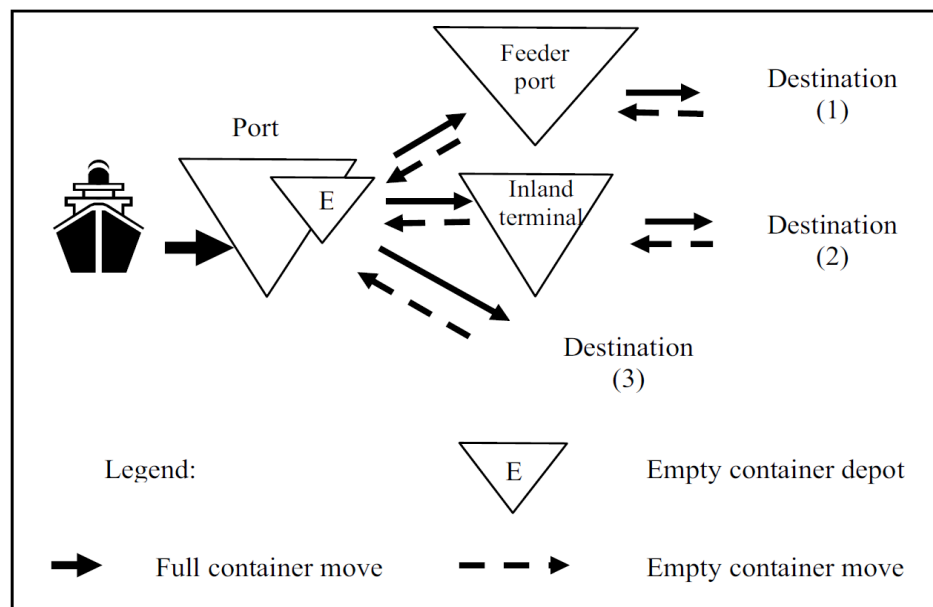 Feeder
port
Destination
(1)
Port
E
Inland
terminal
Destination
(2)
Destination
(3)
Legend:
E
Empty container depot
Full container move
Empty container move